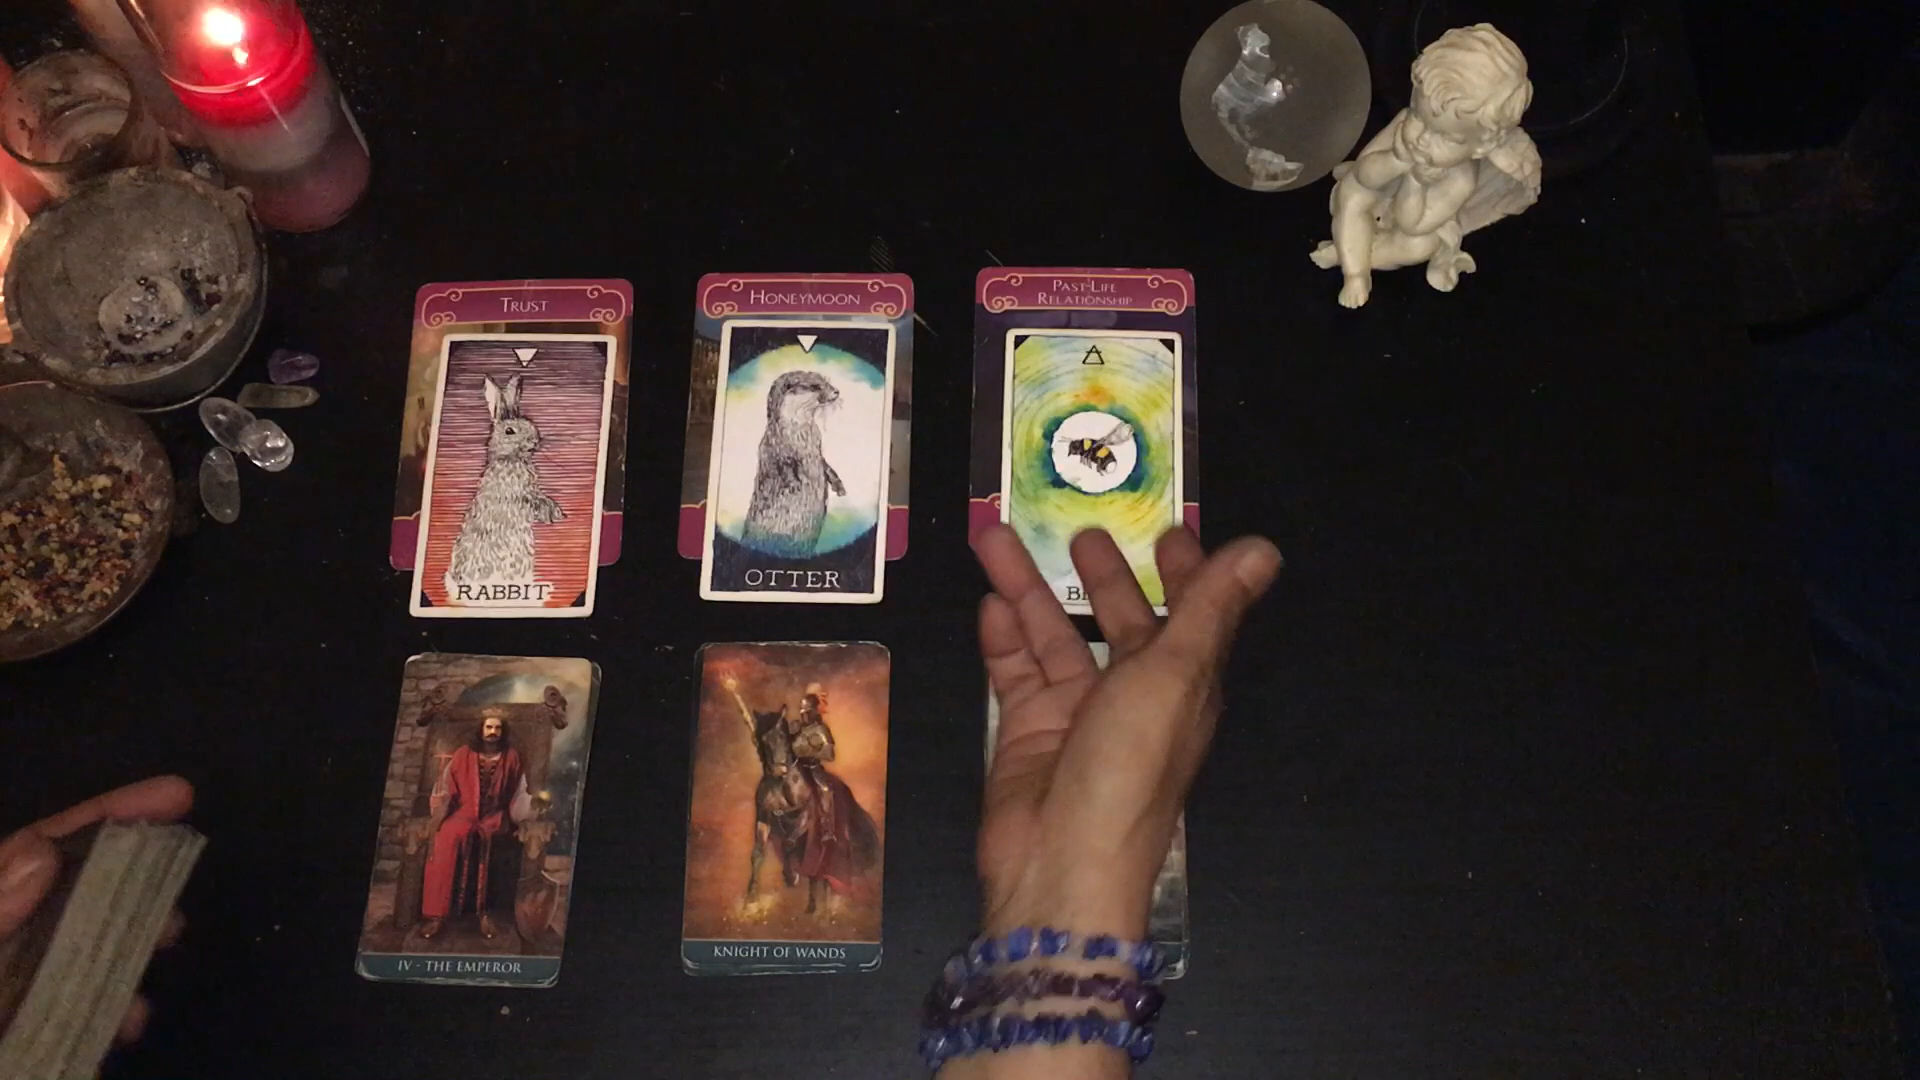 TRUST
HONEYMOON
PAST-LIFE
RELATIONSHIP
RABBIT
OTTER
IV - THE EMPEROR
KNIGHT OF WANDS